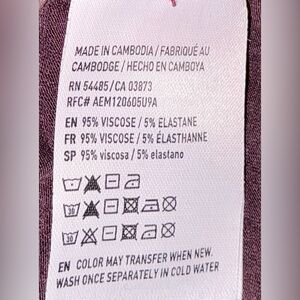 MADE IN CAMBODIA / FABRIQUÉ AU
CAMBODGE / HECHO EN CAMBOYA
RN 54485 / CA 03873
RFC# AEM120605U9A
EN 95% VISCOSE / 5% ELASTANE
FR 95% VISCOSE / 5% ÉLASTHANNE
SP 95% viscosa / 5% elastano
30
30
EN COLOR MAY TRANSFER WHEN NEW.
WASH ONCE SEPARATELY IN COLD WATER